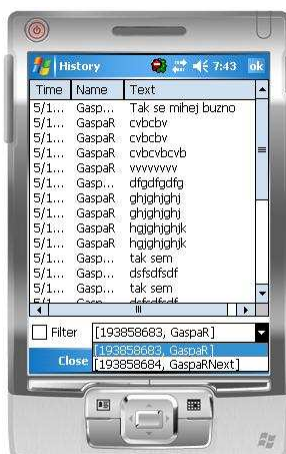 History 7:43 ok
Time Name Text
5/1... Gasp... Tak se mihej buzno
5/1... GaspaR cvbcbv
5/1... GaspaR cvbcbv
5/1... GaspaR cvbcvbcvb
5/1... GaspaR vvvvvvvv
5/1... Gasp... dfgdfgdfg
5/1... GaspaR ghjghjghj
5/1... GaspaR ghjghjghj
5/1... GaspaR hgjghjghjk
5/1... GaspaR hgjghjghjk
5/1... Gasp... tak sem
5/1... Gasp... dsfsdfsdf
5/1... Gasp... tak sem
Filter [193858683, GaspaR]
[193858683, GaspaR]
Close [193858684, GaspaRNext]